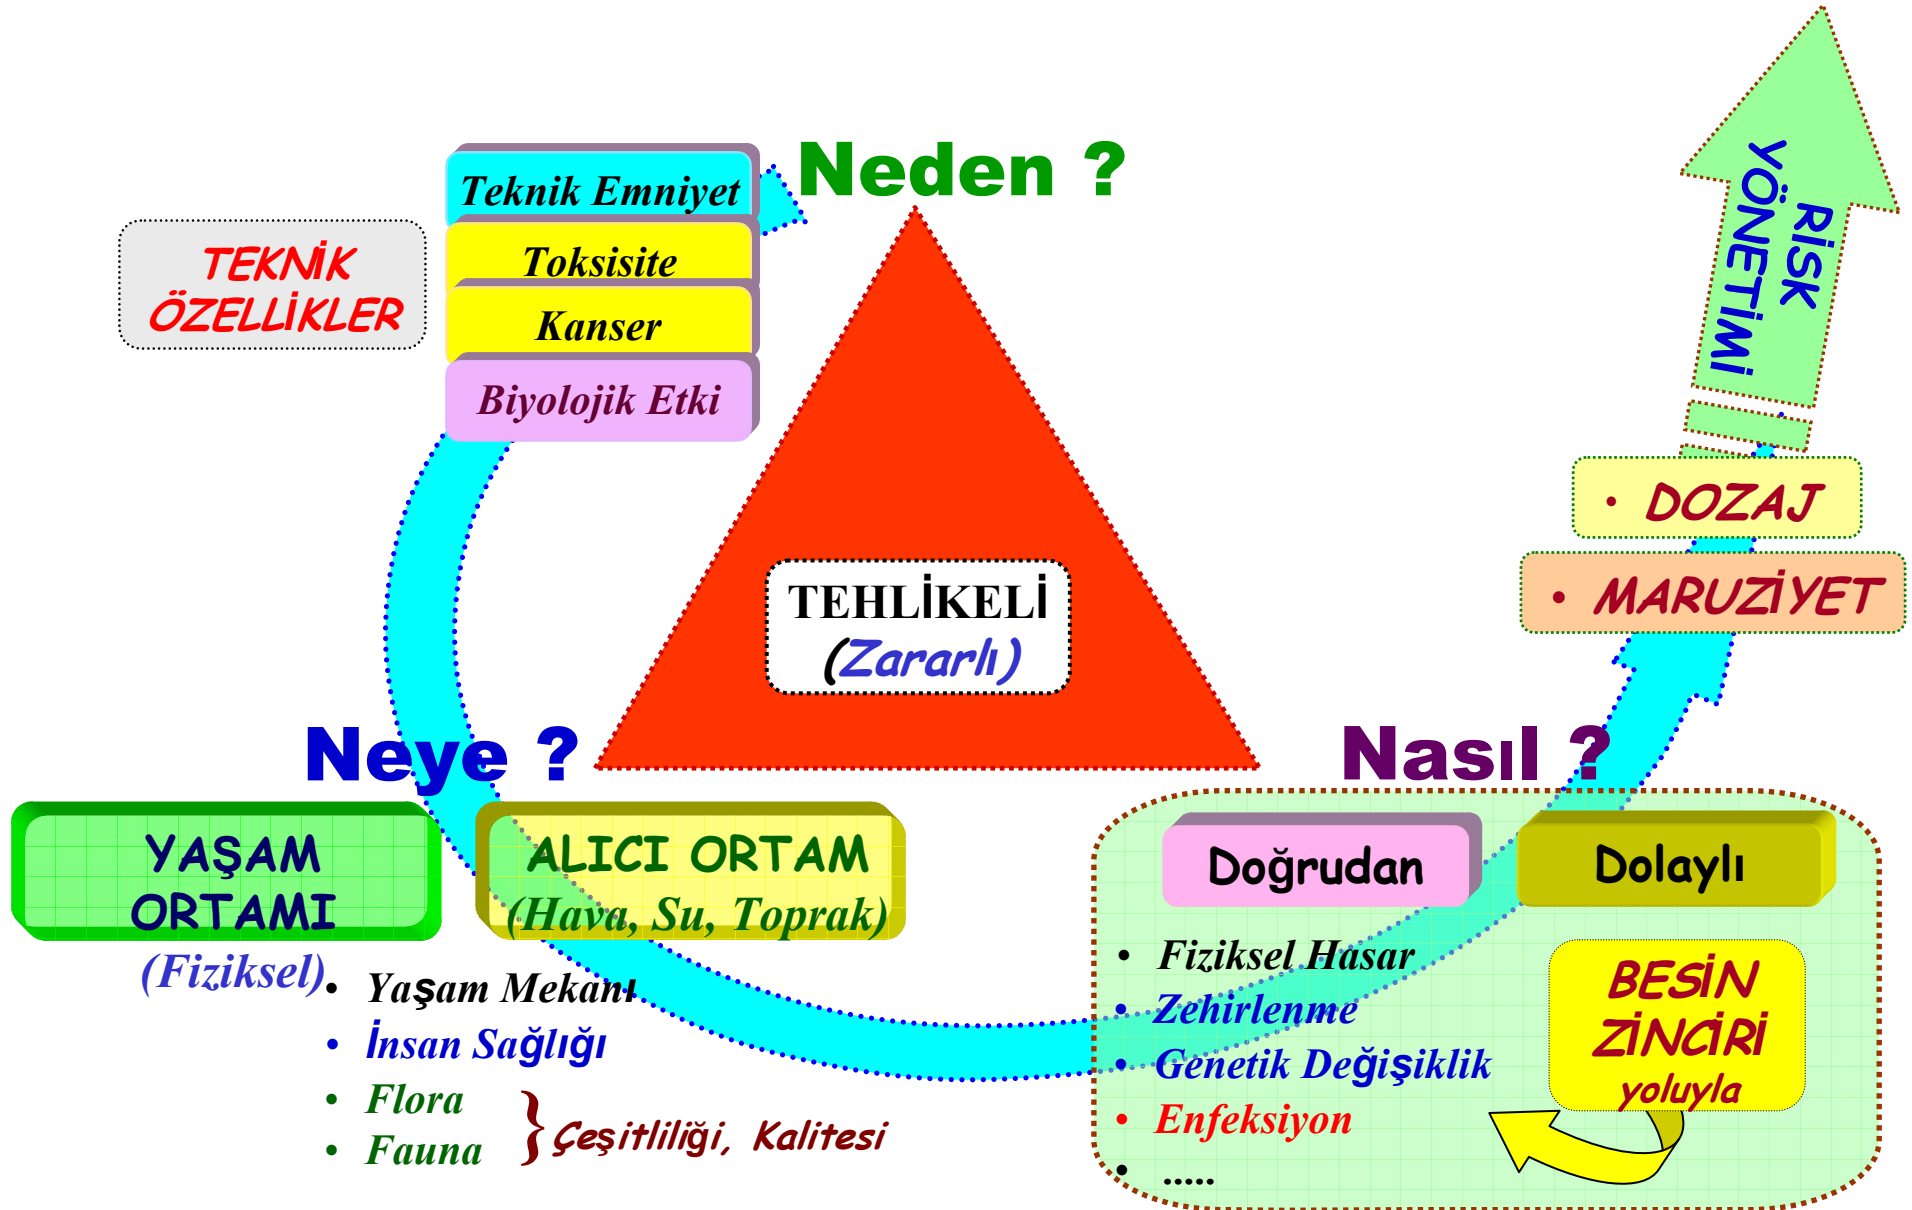 Neden ?
Teknik Emniyet
Toksisite
Kanser
Biyolojik Etki
TEKNİK
ÖZELLİKLER
RİSK
YÖNETİMİ
• DOZAJ
• MARUZİYET
TEHLİKELİ
(Zararlı)
Neye ?
YAŞAM
ORTAMI
(Fiziksel)
ALICI ORTAM
(Hava, Su, Toprak)
• Yaşam Mekanı
• İnsan Sağlığı
• Flora
• Fauna
} Çeşitliliği, Kalitesi
Nasıl ?
Doğrudan
Dolaylı
• Fiziksel Hasar
• Zehirlenme
• Genetik Değişiklik
• Enfeksiyon
• .....
BESİN
ZİNCİRİ
yoluyla